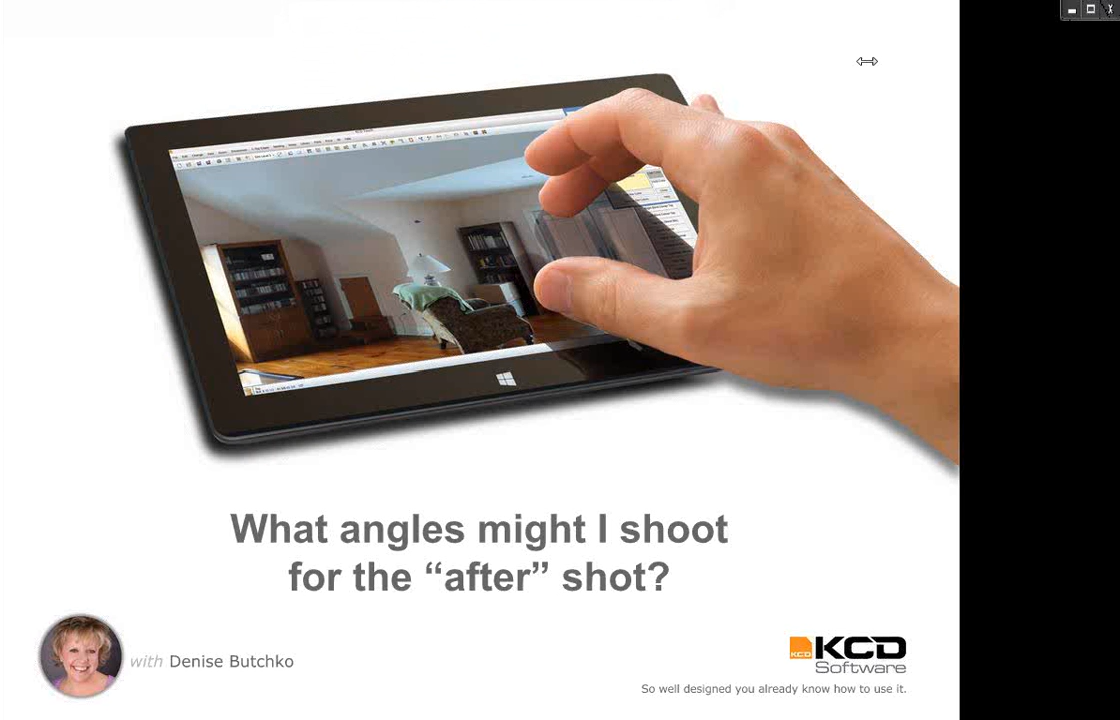 What angles might I shoot
for the “after” shot?
with Denise Butchko
KCD
KCD
Software
So well designed you already know how to use it.